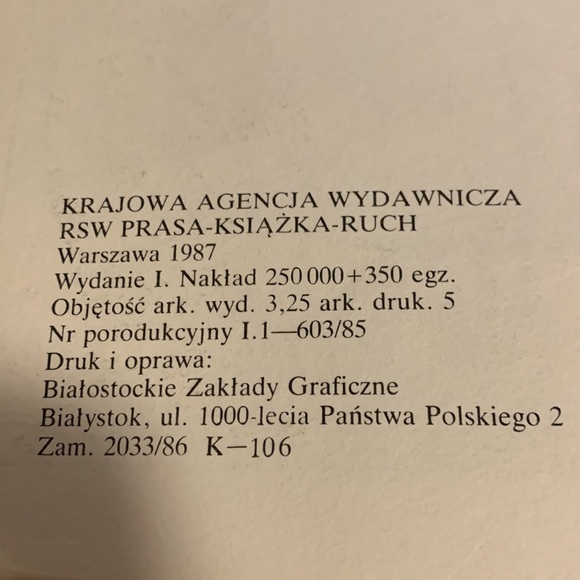 KRAJOWA AGENCJA WYDAWNICZA
RSW PRASA-KSIĄŻKA-RUCH
Warszawa 1987
Wydanie I. Nakład 250 000+350 egz.
Objętość ark. wyd. 3,25 ark. druk. 5
Nr porodukcyjny I.1—603/85
Druk i oprawa:
Białostockie Zakłady Graficzne
Białystok, ul. 1000-lecia Państwa Polskiego 2
Zam. 2033/86 K—106